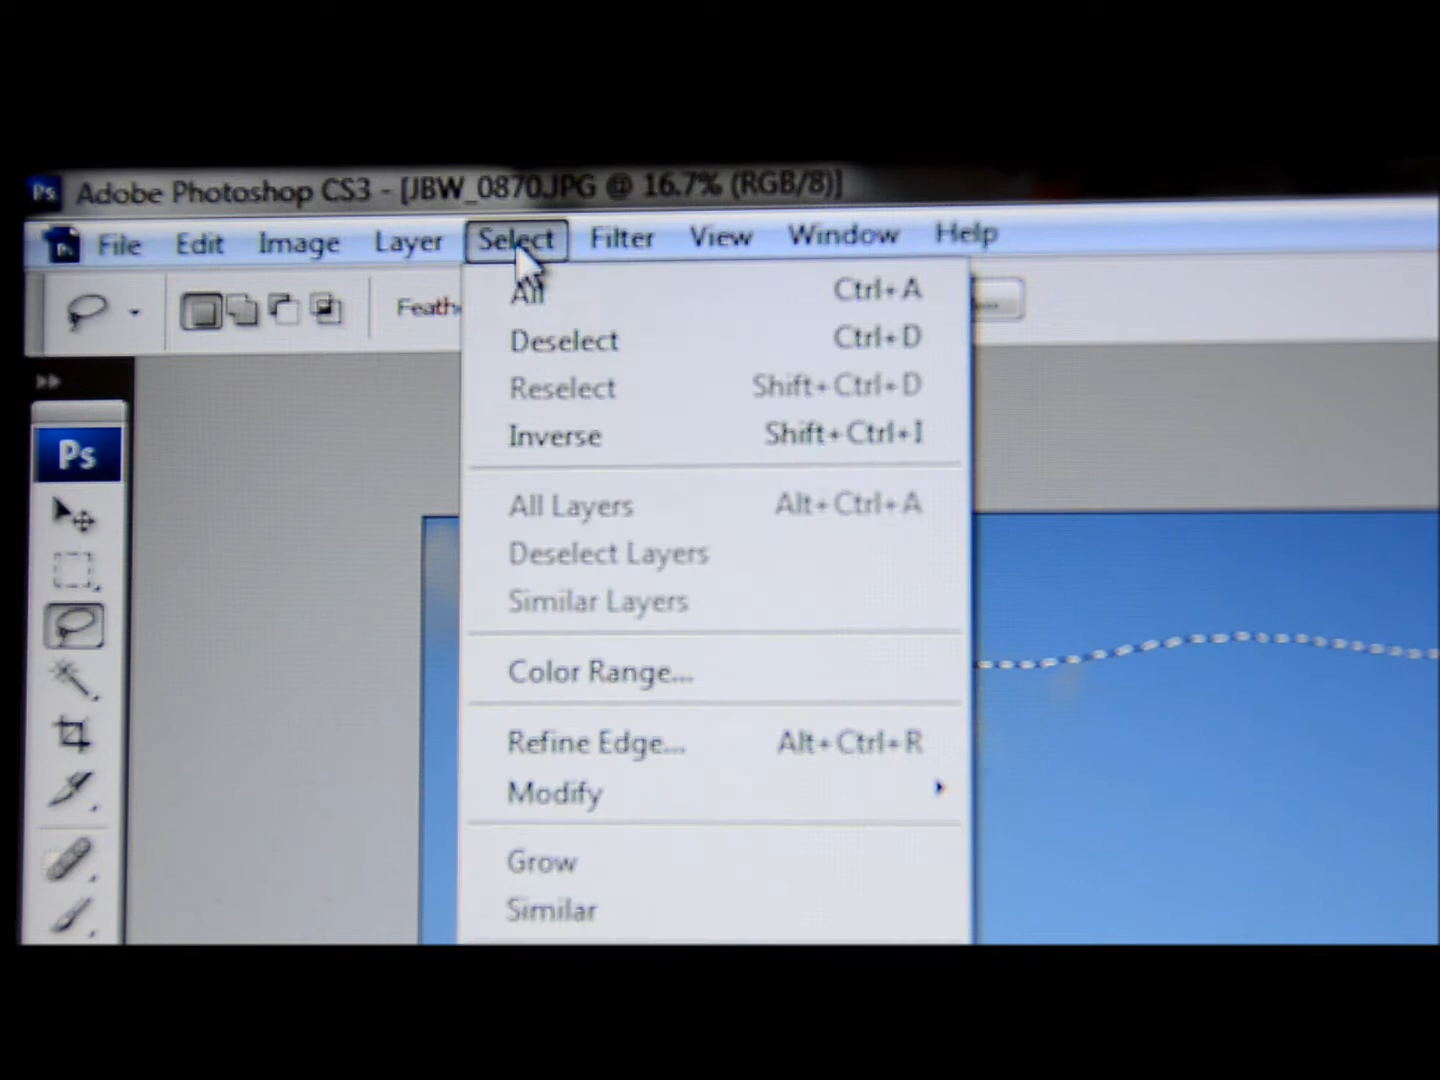 Ps Adobe Photoshop CS3 - [JBW_0870.JPG @ 16.7% (RGB/8)]
Ps File Edit Image Layer Select Filter View Window Help
All Ctrl+A
Deselect Ctrl+D
Reselect Shift+Ctrl+D
Inverse Shift+Ctrl+I
Ps
All Layers Alt+Ctrl+A
Deselect Layers
Similar Layers
Color Range...
Refine Edge... Alt+Ctrl+R
Modify
Grow
Similar